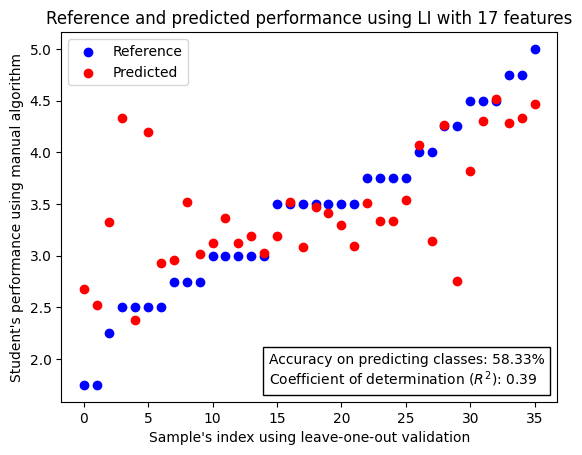 Reference and predicted performance using LI with 17 features
Reference
Predicted
Student's performance using manual algorithm
5.0
4.5
4.0
3.5
3.0
2.5
2.0
Accuracy on predicting classes: 58.33%
Coefficient of determination (R²): 0.39
0 5 10 15 20 25 30 35
Sample's index using leave-one-out validation